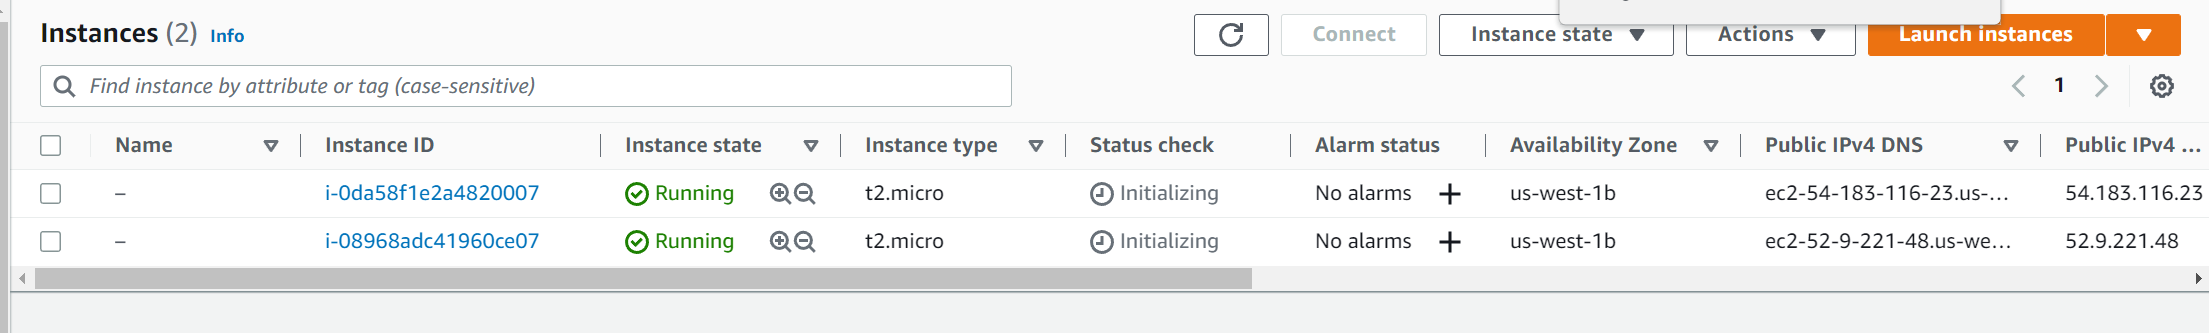 Instances (2) Info
Connect
Instance state
Actions
Launch instances
Find instance by attribute or tag (case-sensitive)
1
Name Instance ID Instance state Instance type Status check Alarm status Availability Zone Public IPv4 DNS Public IPv4 ...
– i-0da58f1e2a4820007 Running t2.micro Initializing No alarms + us-west-1b ec2-54-183-116-23.us-... 54.183.116.23
– i-08968adc41960ce07 Running t2.micro Initializing No alarms + us-west-1b ec2-52-9-221-48.us-we... 52.9.221.48